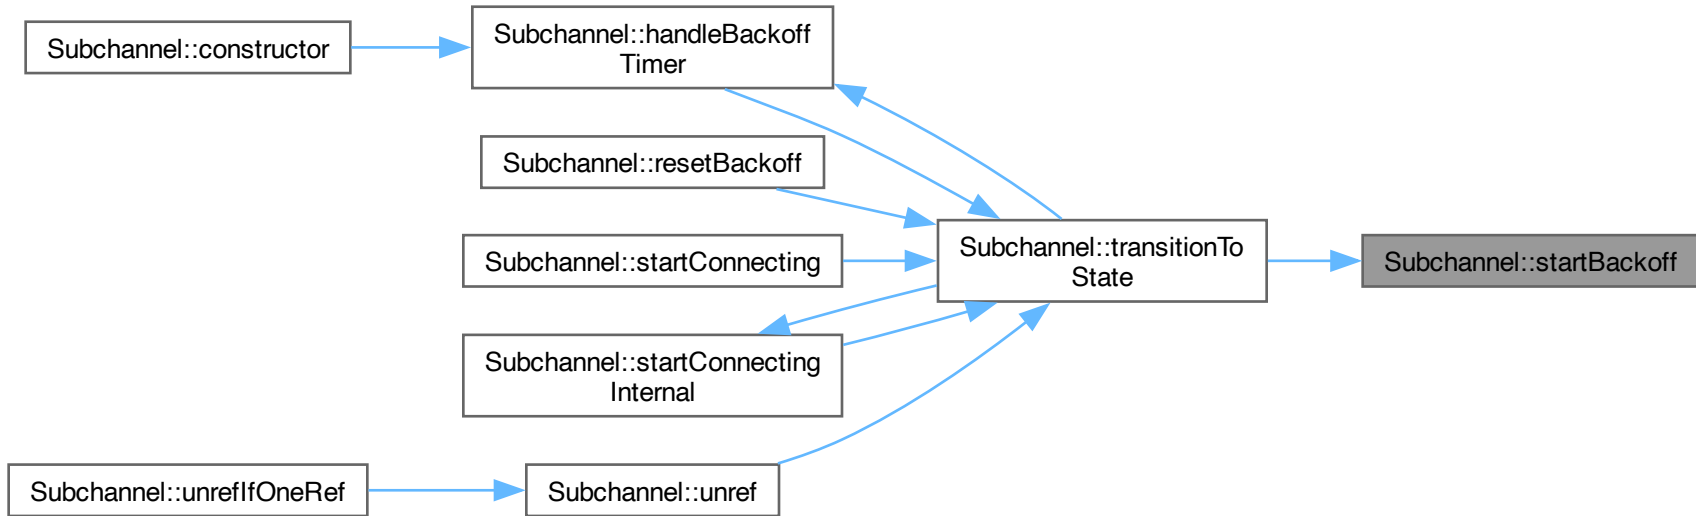 Subchannel::constructor
Subchannel::handleBackoff
Timer
Subchannel::resetBackoff
Subchannel::startConnecting
Subchannel::transitionTo
State
Subchannel::startBackoff
Subchannel::startConnecting
Internal
Subchannel::unrefIfOneRef
Subchannel::unref